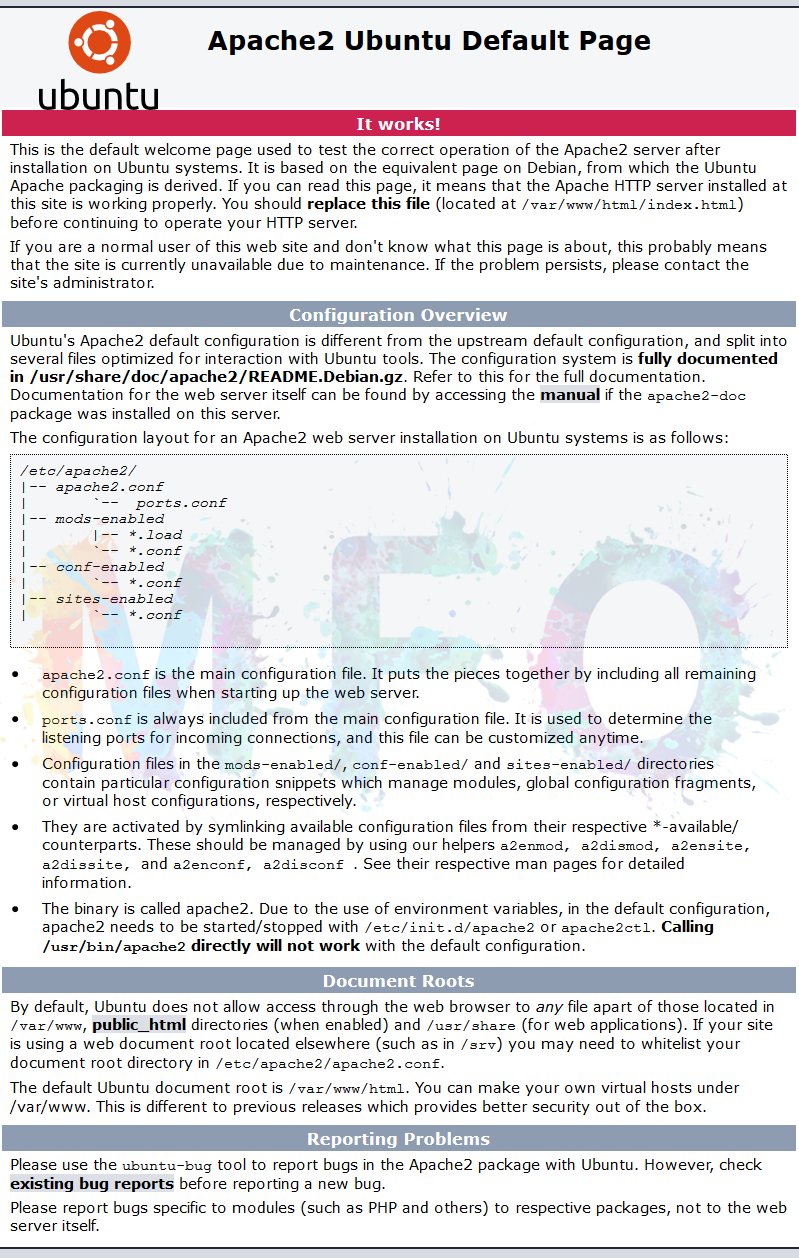 Apache2 Ubuntu Default Page
ubuntu
It works!
This is the default welcome page used to test the correct operation of the Apache2 server after
installation on Ubuntu systems. It is based on the equivalent page on Debian, from which the Ubuntu
Apache packaging is derived. If you can read this page, it means that the Apache HTTP server installed at
this site is working properly. You should replace this file (located at /var/www/html/index.html)
before continuing to operate your HTTP server.
If you are a normal user of this web site and don't know what this page is about, this probably means
that the site is currently unavailable due to maintenance. If the problem persists, please contact the
site's administrator.
Configuration Overview
Ubuntu's Apache2 default configuration is different from the upstream default configuration, and split into
several files optimized for interaction with Ubuntu tools. The configuration system is fully documented
in /usr/share/doc/apache2/README.Debian.gz. Refer to this for the full documentation.
Documentation for the web server itself can be found by accessing the manual if the apache2-doc
package was installed on this server.
The configuration layout for an Apache2 web server installation on Ubuntu systems is as follows:
/etc/apache2/
|-- apache2.conf
|       `--  ports.conf
|-- mods-enabled
|       |-- *.load
|       `-- *.conf
|-- conf-enabled
|       `-- *.conf
|-- sites-enabled
|       `-- *.conf
MFO
• apache2.conf is the main configuration file. It puts the pieces together by including all remaining
configuration files when starting up the web server.
• ports.conf is always included from the main configuration file. It is used to determine the
listening ports for incoming connections, and this file can be customized anytime.
• Configuration files in the mods-enabled/, conf-enabled/ and sites-enabled/ directories
contain particular configuration snippets which manage modules, global configuration fragments,
or virtual host configurations, respectively.
• They are activated by symlinking available configuration files from their respective *-available/
counterparts. These should be managed by using our helpers a2enmod, a2dismod, a2ensite,
a2dissite, and a2enconf, a2disconf . See their respective man pages for detailed
information.
• The binary is called apache2. Due to the use of environment variables, in the default configuration,
apache2 needs to be started/stopped with /etc/init.d/apache2 or apache2ctl. Calling
/usr/bin/apache2 directly will not work with the default configuration.
Document Roots
By default, Ubuntu does not allow access through the web browser to any file apart of those located in
/var/www, public_html directories (when enabled) and /usr/share (for web applications). If your site
is using a web document root located elsewhere (such as in /srv) you may need to whitelist your
document root directory in /etc/apache2/apache2.conf.
The default Ubuntu document root is /var/www/html. You can make your own virtual hosts under
/var/www. This is different to previous releases which provides better security out of the box.
Reporting Problems
Please use the ubuntu-bug tool to report bugs in the Apache2 package with Ubuntu. However, check
existing bug reports before reporting a new bug.
Please report bugs specific to modules (such as PHP and others) to respective packages, not to the web
server itself.